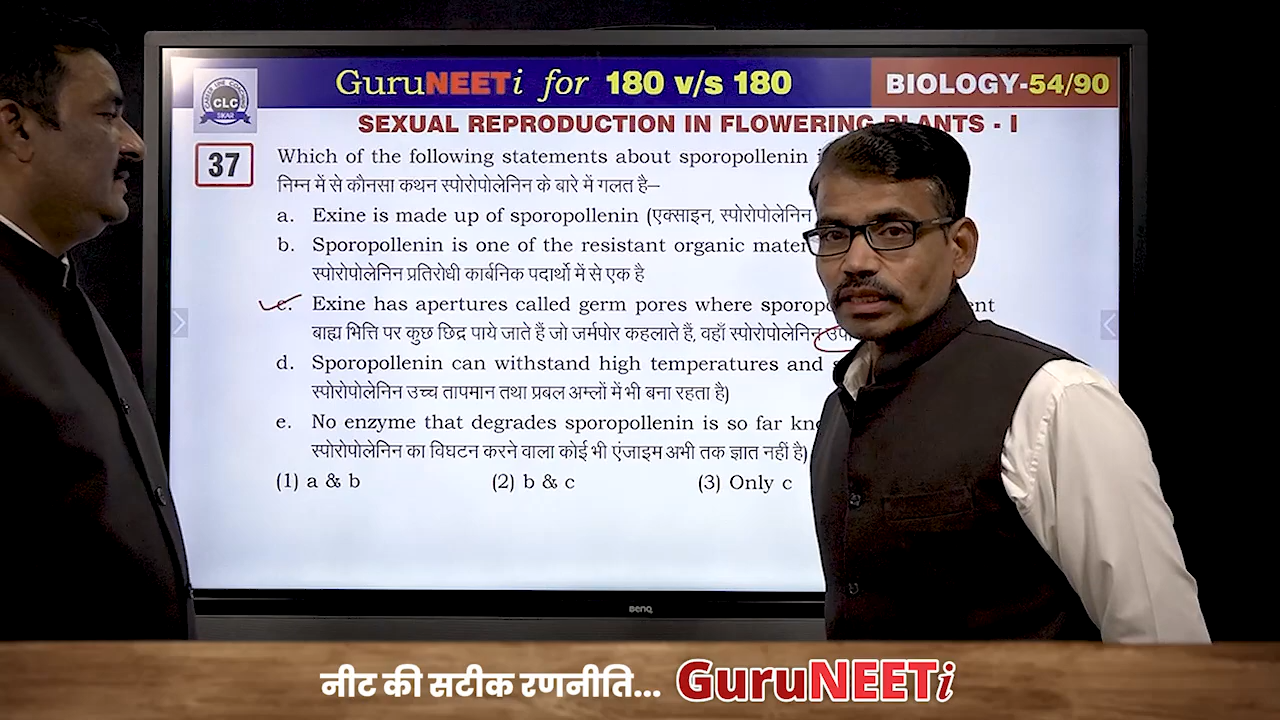 GuruNEETi for 180 v/s 180
BIOLOGY-54/90
CLC
SIKAR
SEXUAL REPRODUCTION IN FLOWERING PLANTS - I
37
Which of the following statements about sporopollenin
निम्न में से कौनसा कथन स्पोरोपोलेनिन के बारे में गलत है–
a. Exine is made up of sporopollenin (एक्साइन, स्पोरोपोलेनिन
b. Sporopollenin is one of the resistant organic
स्पोरोपोलेनिन प्रतिरोधी कार्बनिक पदार्थो में से एक है
c. Exine has apertures called germ pores where
बाह्य भित्ति पर कुछ छिद्र पाये जाते हैं जो जर्मपोर कहलाते हैं, वहाँ स्पोरोपोलेनिन
d. Sporopollenin can withstand high temperatures and
स्पोरोपोलेनिन उच्च तापमान तथा प्रबल अम्लों में भी बना रहता है)
e. No enzyme that degrades sporopollenin is so far
स्पोरोपोलेनिन का विघटन करने वाला कोई भी एंजाइम अभी तक ज्ञात नहीं है)
(1) a & b (2) b & c (3) Only c
BenQ
नीट की सटीक रणनीति... GuruNEETi